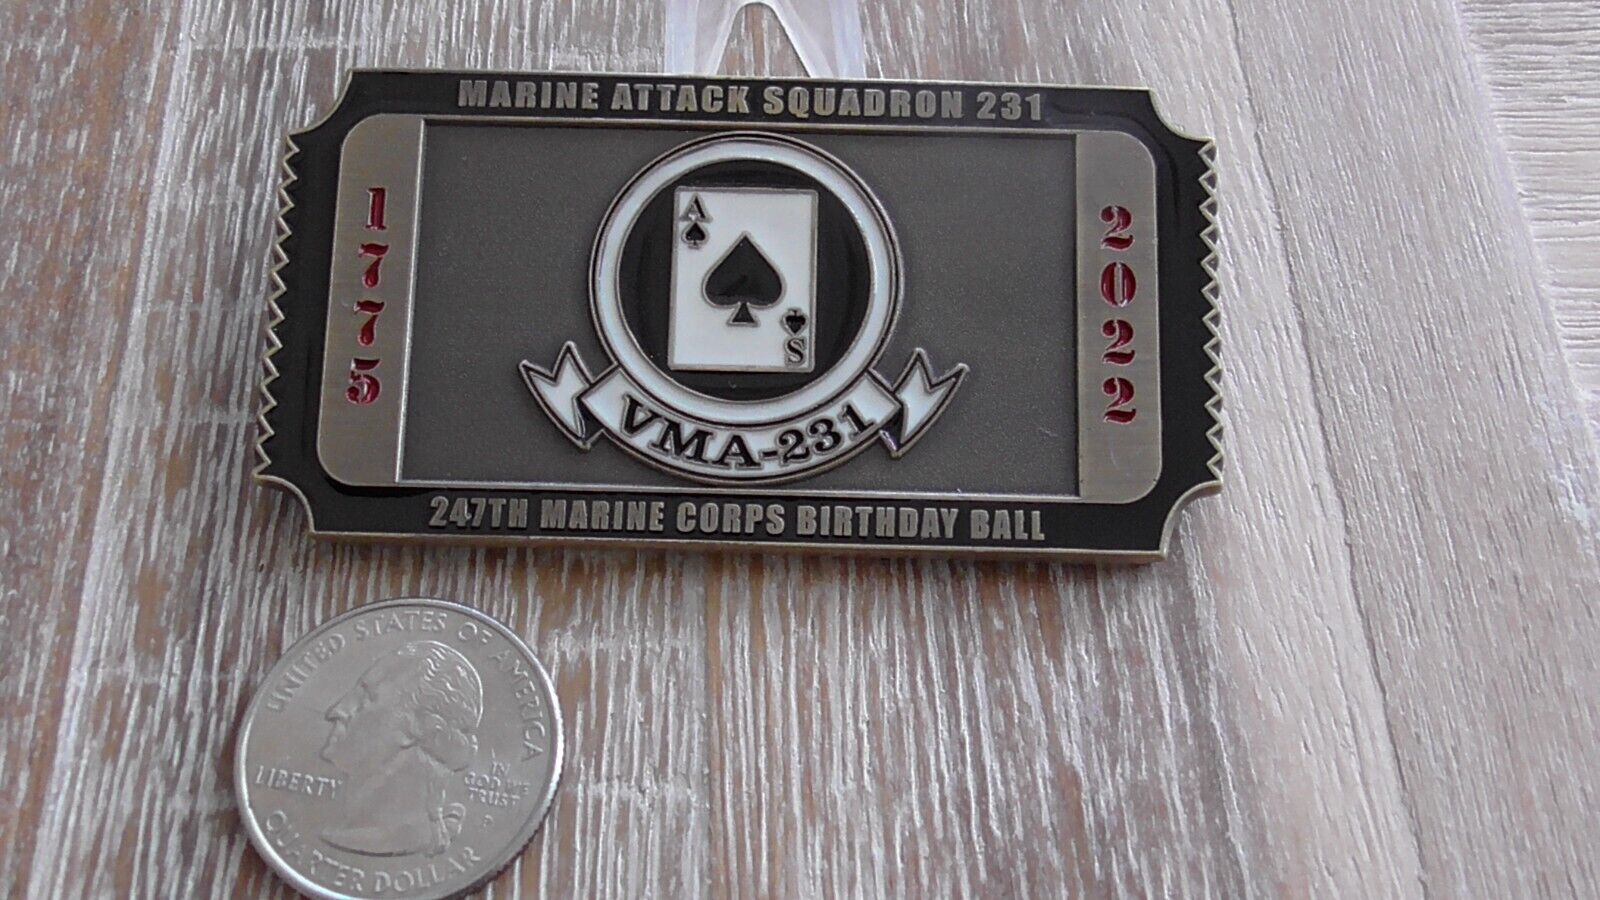 MARINE ATTACK SQUADRON 231
1775
A
S
VMA-231
2022
247TH MARINE CORPS BIRTHDAY BALL
UNITED STATES OF AMERICA
LIBERTY
IN
GOD WE
TRUST
P
QUARTER DOLLAR